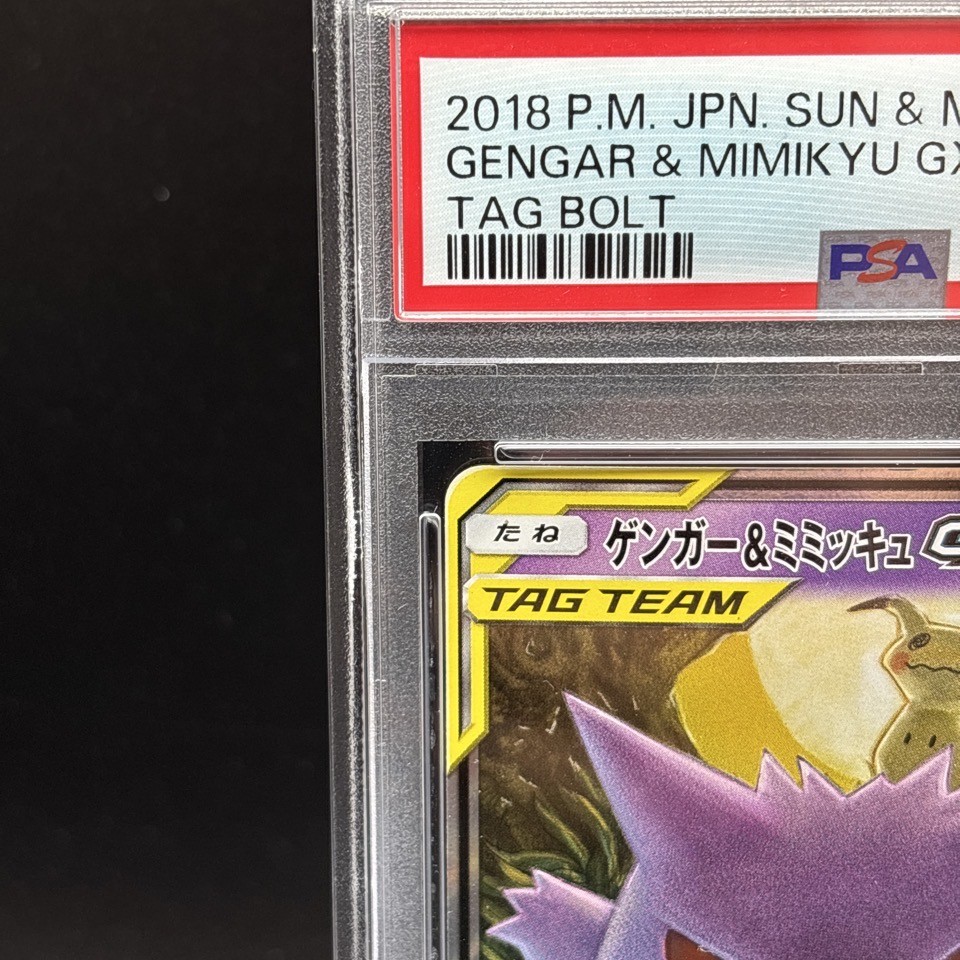 2018 P.M. JPN. SUN &
GENGAR & MIMIKYU GX
TAG BOLT
PSA
たね ゲンガー&ミミッキュ
TAG TEAM